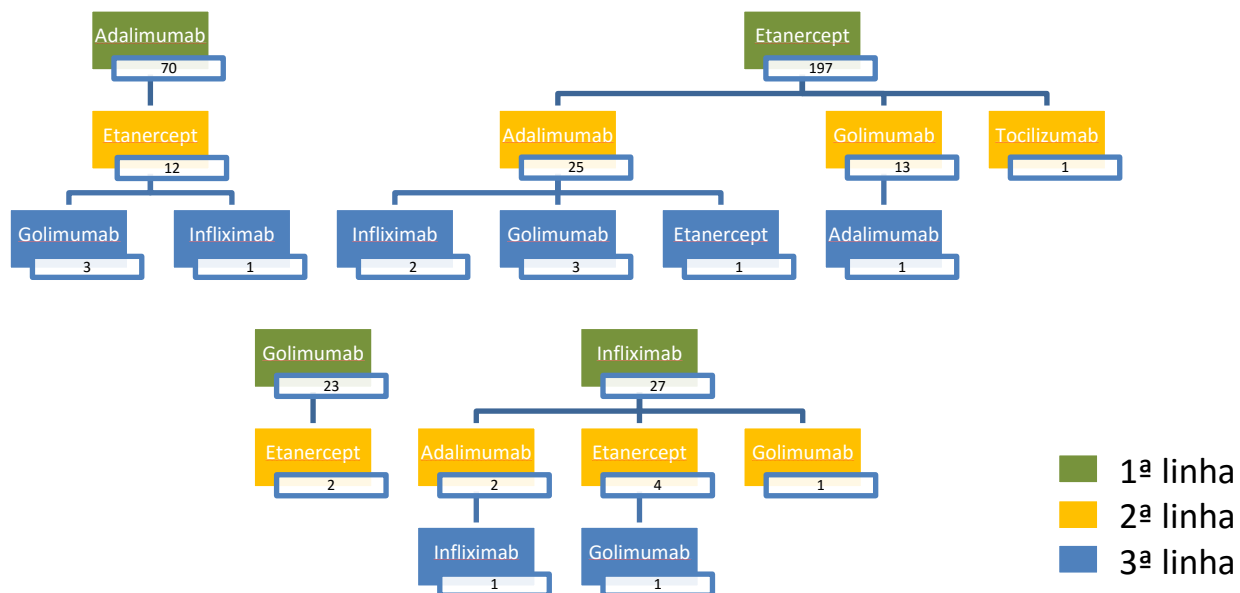 Adalimumab
70
Etanercept
197
Etanercept
12
Adalimumab
25
Golimumab
13
Tocilizumab
1
Golimumab
3
Infliximab
1
Infliximab
2
Golimumab
3
Etanercept
1
Adalimumab
1
Golimumab
23
Infliximab
27
Etanercept
2
Adalimumab
2
Etanercept
4
Golimumab
1
Infliximab
1
Golimumab
1
1ª linha
2ª linha
3ª linha